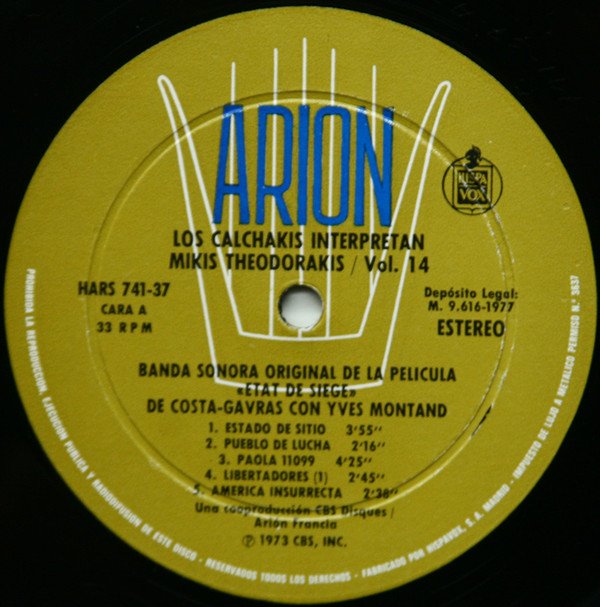 ARION
HISPA
VOX
LOS CALCHAKIS INTERPRETAN
MIKIS THEODORAKIS / Vol. 14
HARS 741-37
CARA A
33 RPM
Depósito Legal:
M. 9.616-1977
ESTEREO
BANDA SONORA ORIGINAL DE LA PELICULA
«ETAT DE SIEGE»
DE COSTA-GAVRAS CON YVES MONTAND
1. ESTADO DE SITIO 3'55''
2. PUEBLO DE LUCHA 2'16''
3. PAOLA 11099 4'25''
4. LIBERTADORES (1) 2'45''
5. AMERICA INSURRECTA 2'38''
Una cooproducción CBS Disques /
Arión Francia
℗ 1973 CBS, INC.
PROHIBIDA LA REPRODUCCION, EJECUCION PUBLICA Y RADIODIFUSION DE ESTE DISCO - RESERVADOS TODOS LOS DERECHOS - FABRICADO POR HISPAVOX, S. A. MADRID - IMPUESTO DE LUJO A METALICO PERMISO N.º 3637